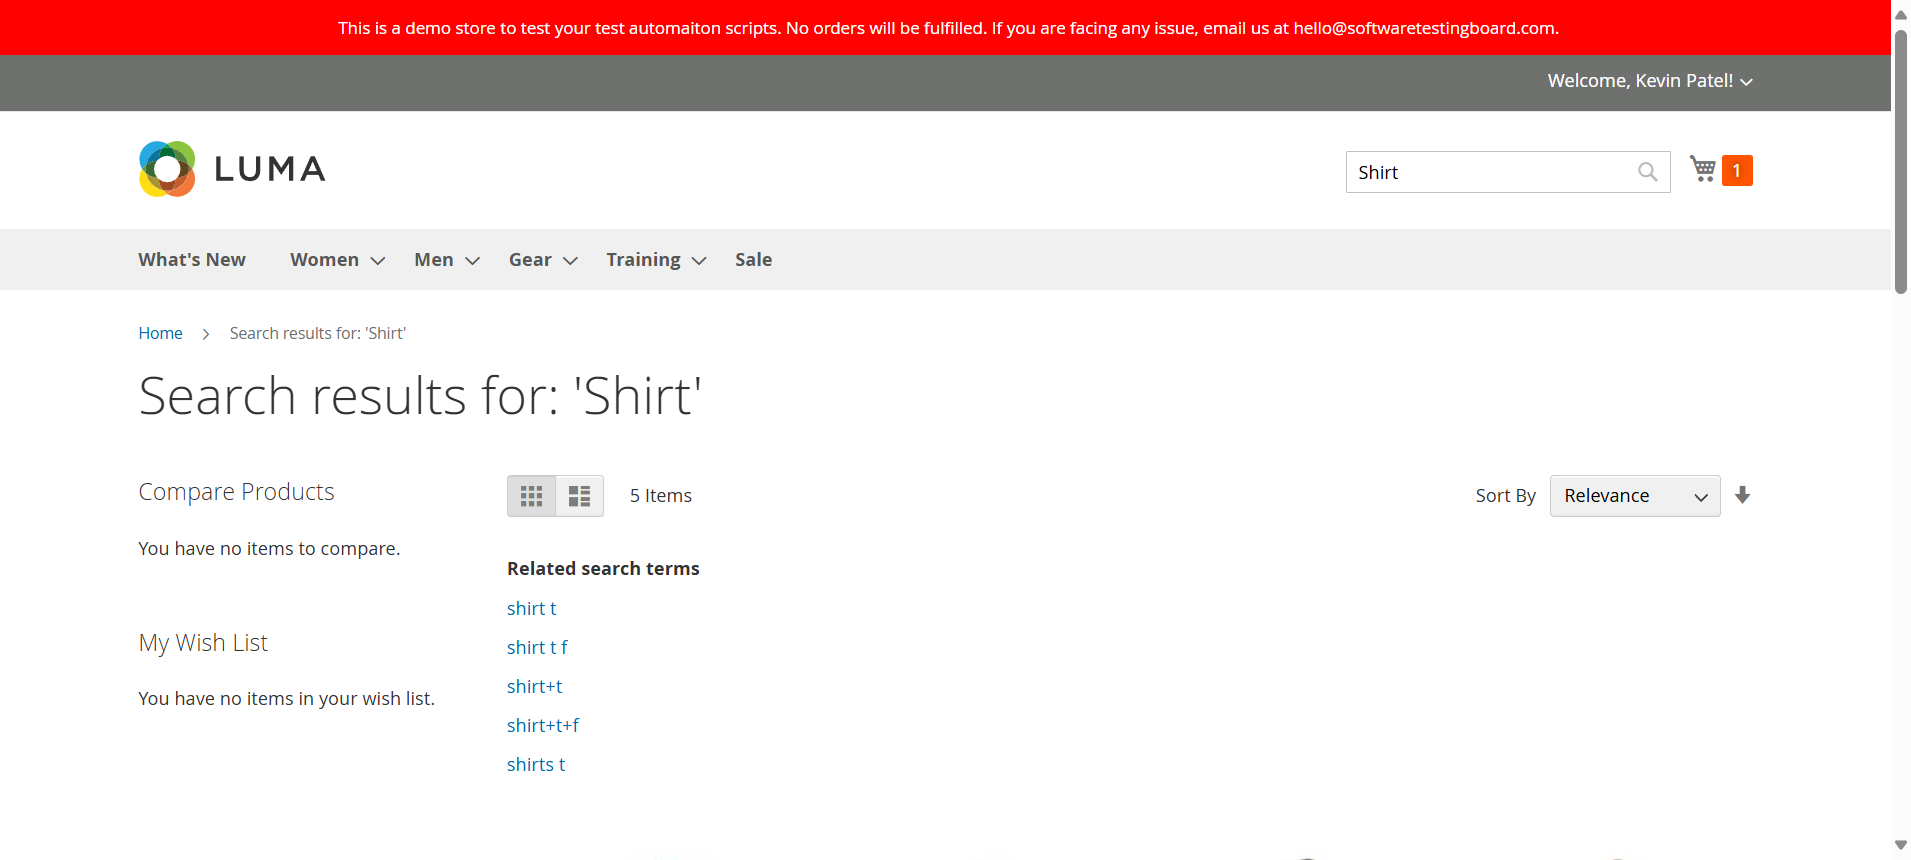 This is a demo store to test your test automaiton scripts. No orders will be fulfilled. If you are facing any issue, email us at hello@softwaretestingboard.com.
Welcome, Kevin Patel!
LUMA
Shirt
1
What's New Women Men Gear Training Sale
Home > Search results for: 'Shirt'
Search results for: 'Shirt'
Compare Products
5 Items
Sort By Relevance
You have no items to compare.
Related search terms
shirt t
My Wish List
shirt t f
shirt+t
You have no items in your wish list.
shirt+t+f
shirts t